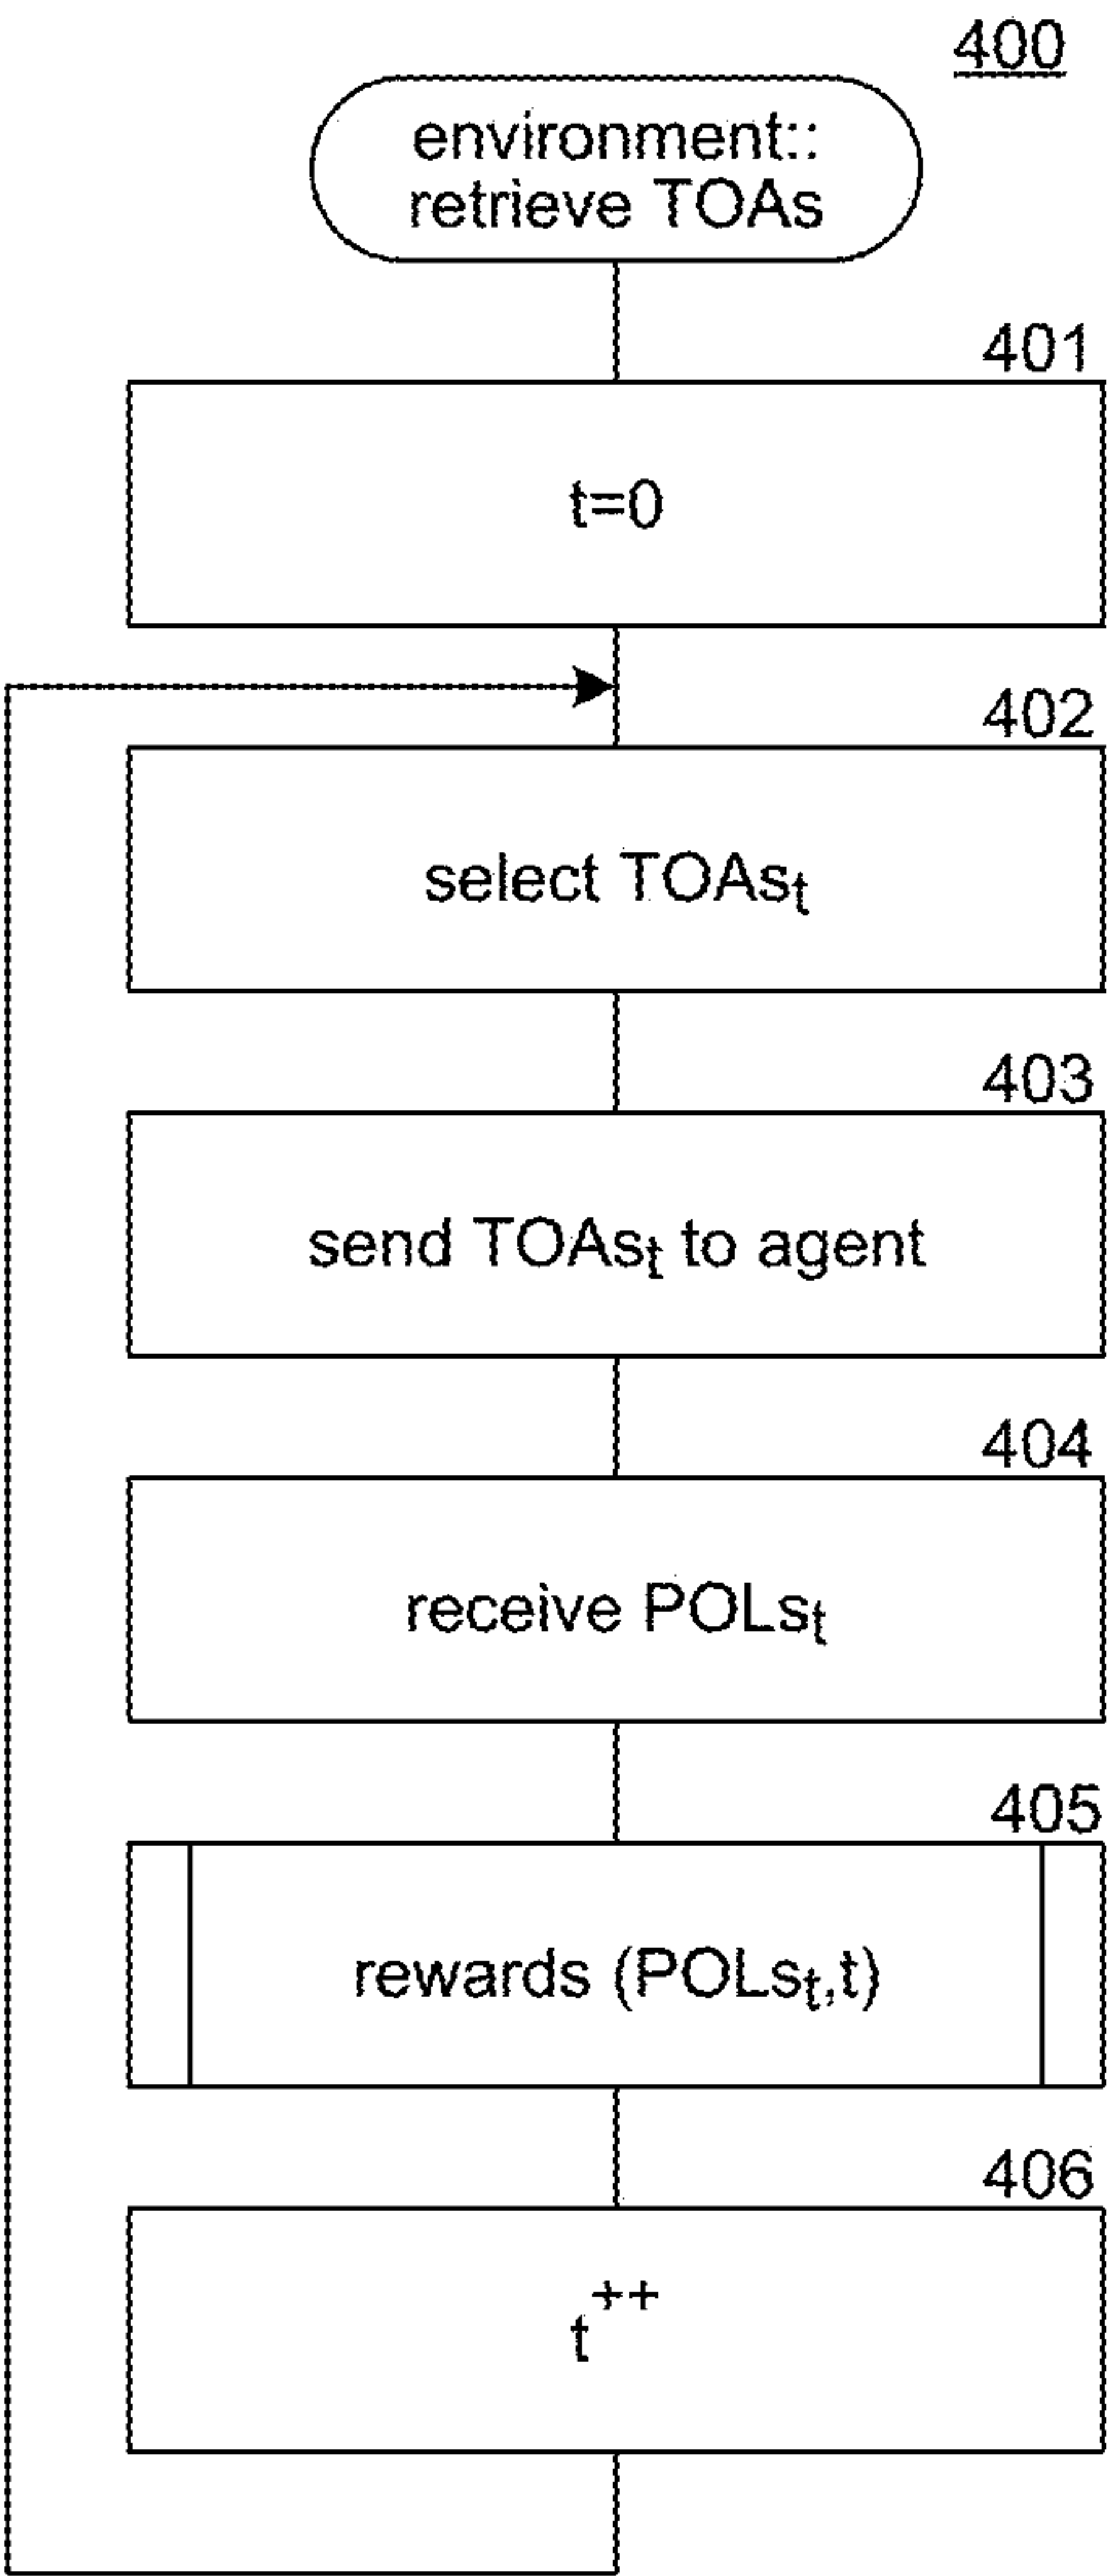 400
environment::
retrieve TOAs
401
t=0
402
select TOAsₜ
403
send TOAsₜ to agent
404
receive POLsₜ
405
rewards (POLsₜ,t)
406
t⁺⁺